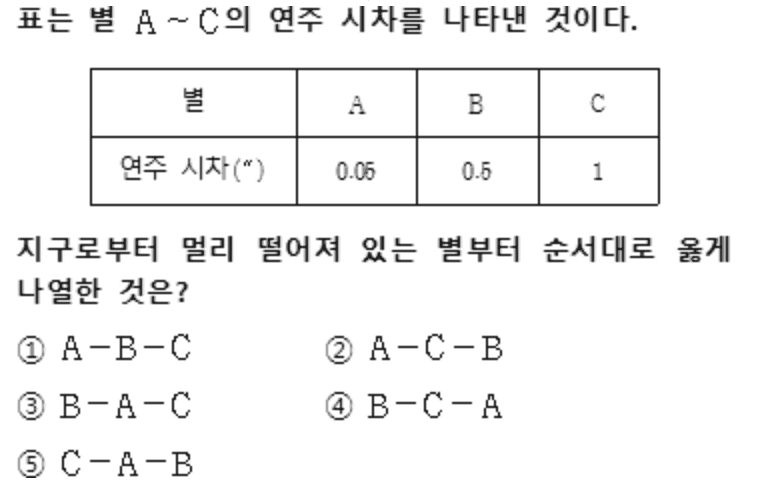 표는 별 A ~ C의 연주 시차를 나타낸 것이다.
별 A B C
연주 시차(") 0.05 0.5 1
지구로부터 멀리 떨어져 있는 별부터 순서대로 옳게
나열한 것은?
① A-B-C ② A-C-B
③ B-A-C ④ B-C-A
⑤ C-A-B